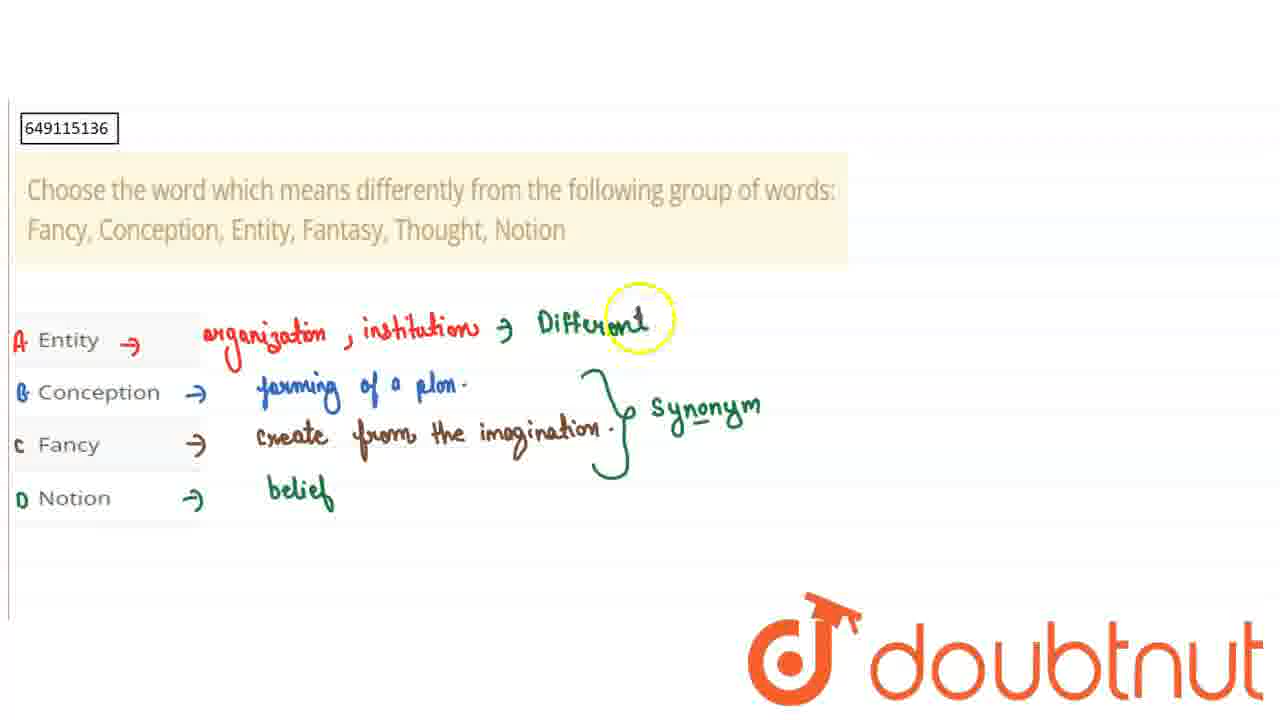 649115136
Choose the word which means differently from the following group of words:
Fancy, Conception, Entity, Fantasy, Thought, Notion
A Entity → organization, institution → Different
B Conception → forming of a plan.
C Fancy → create from the imagination.
synonym
D Notion → belief
doubtnut